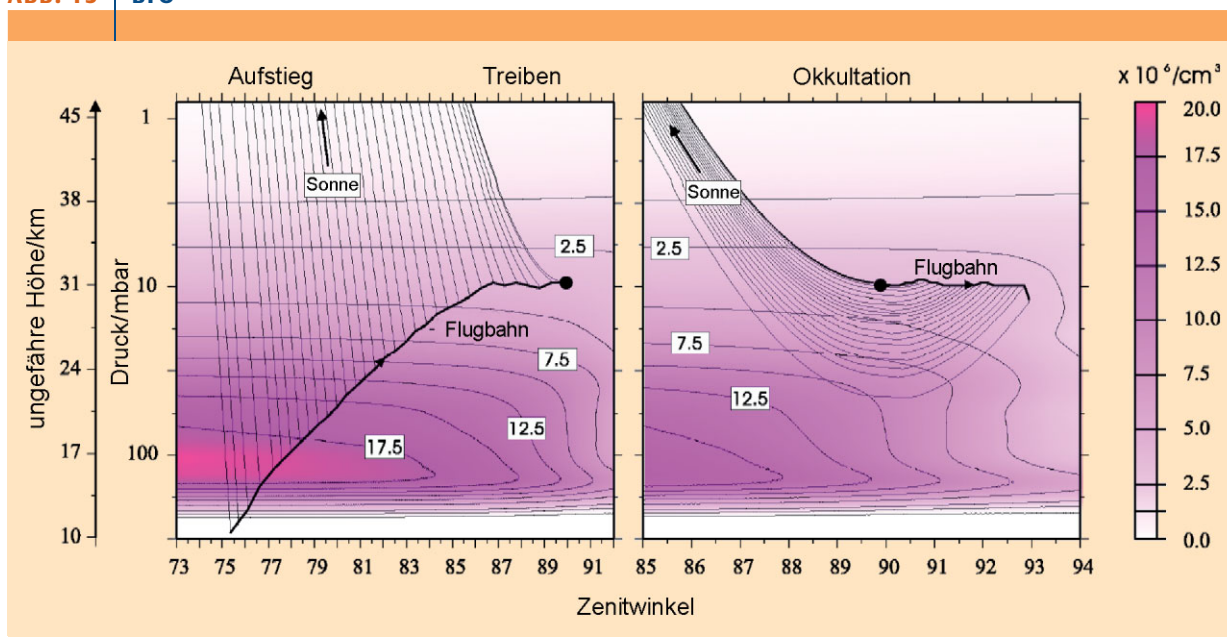 ABB.
BrO
Aufstieg Treiben Okkultation x 10⁶/cm³
ungefähre Höhe/km
45
38
31
24
17
10
Druck/mbar
1
10
100
Sonne
2.5
Flugbahn
7.5
12.5
17.5
73 75 77 79 81 83 85 87 89 91
Sonne
2.5
Flugbahn
7.5
12.5
85 86 87 88 89 90 91 92 93 94
Zenitwinkel
20.0
17.5
15.0
12.5
10.0
7.5
5.0
2.5
0.0